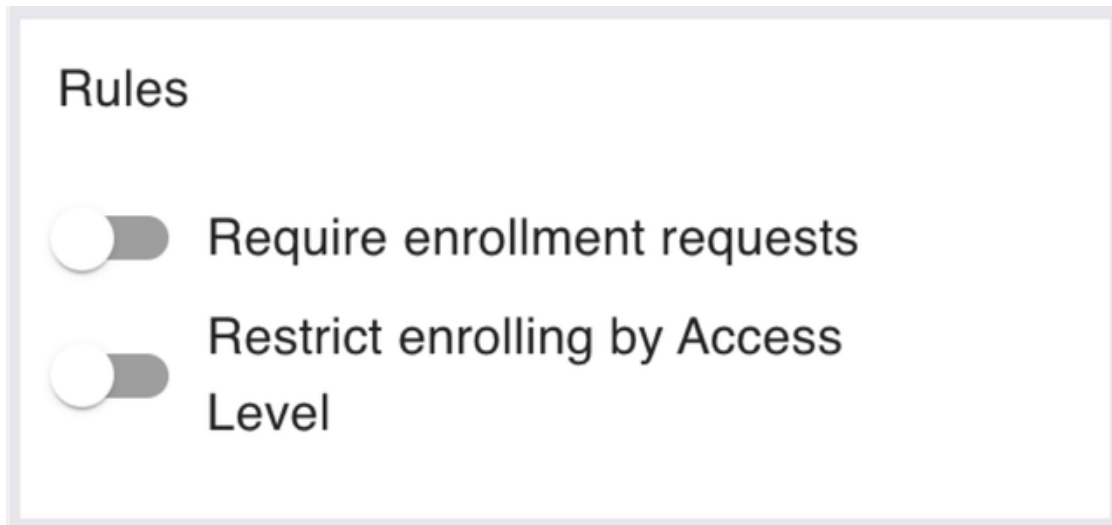 Rules
Require enrollment requests
Restrict enrolling by Access
Level